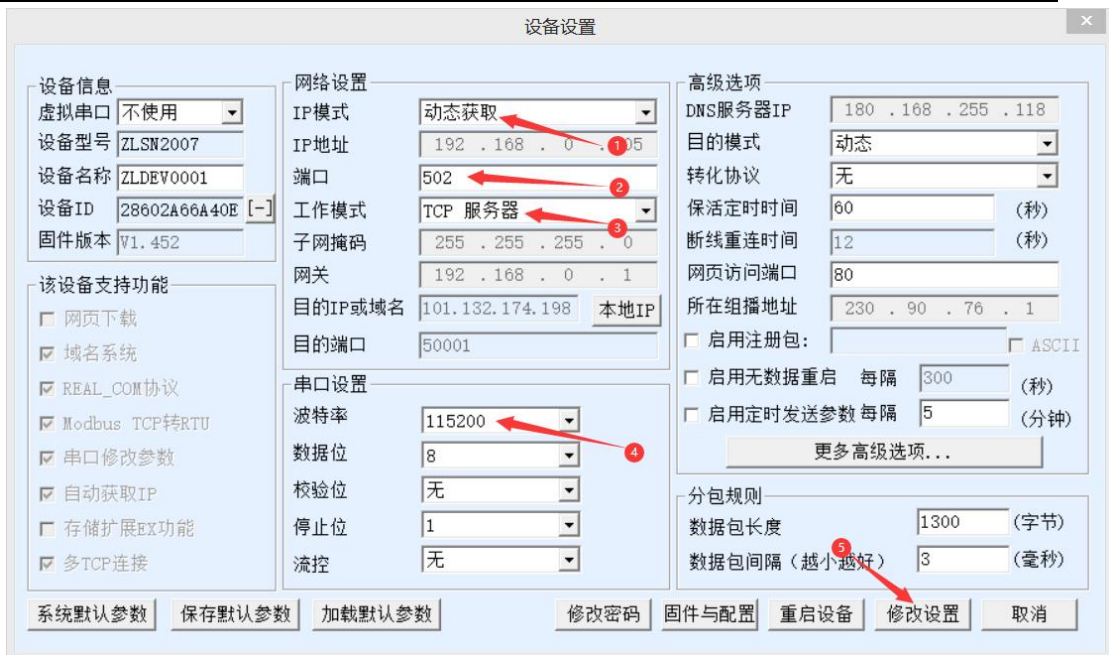 设备设置
设备信息
虚拟串口 不使用
设备型号 ZLSN2007
设备名称 ZLDEV0001
设备ID 28602A66A40E [-]
固件版本 V1.452
该设备支持功能
网页下载
域名系统
REAL_COM协议
Modbus TCP转RTU
串口修改参数
自动获取IP
存储扩展EX功能
多TCP连接
网络设置
IP模式 动态获取
1
IP地址 192 . 168 . 0 . 05
端口 502
2
工作模式 TCP 服务器
3
子网掩码 255 . 255 . 255 . 0
网关 192 . 168 . 0 . 1
目的IP或域名 101.132.174.198 本地IP
目的端口 50001
串口设置
波特率 115200
4
数据位 8
校验位 无
停止位 1
流控 无
高级选项
DNS服务器IP 180 . 168 . 255 . 118
目的模式 动态
转化协议 无
保活定时时间 60 (秒)
断线重连时间 12 (秒)
网页访问端口 80
所在组播地址 230 . 90 . 76 . 1
启用注册包: ASCII
启用无数据重启 每隔 300 (秒)
启用定时发送参数 每隔 5 (分钟)
更多高级选项...
分包规则
数据包长度 1300 (字节)
数据包间隔（越小越好） 3 (毫秒)
5
系统默认参数 保存默认参数 加载默认参数 修改密码 固件与配置 重启设备 修改设置 取消